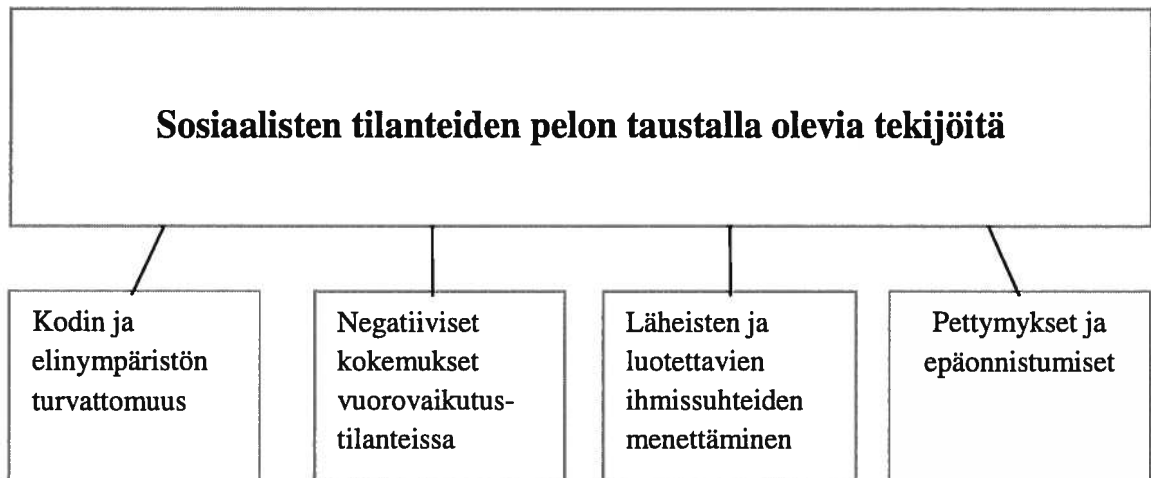 Sosiaalisten tilanteiden pelon taustalla olevia tekijöitä
Kodin ja
elinympäristön
turvattomuus
Negatiiviset
kokemukset
vuorovaikutus-
tilanteissa
Läheisten ja
luotettavien
ihmissuhteiden
menettäminen
Pettymykset ja
epäonnistumiset